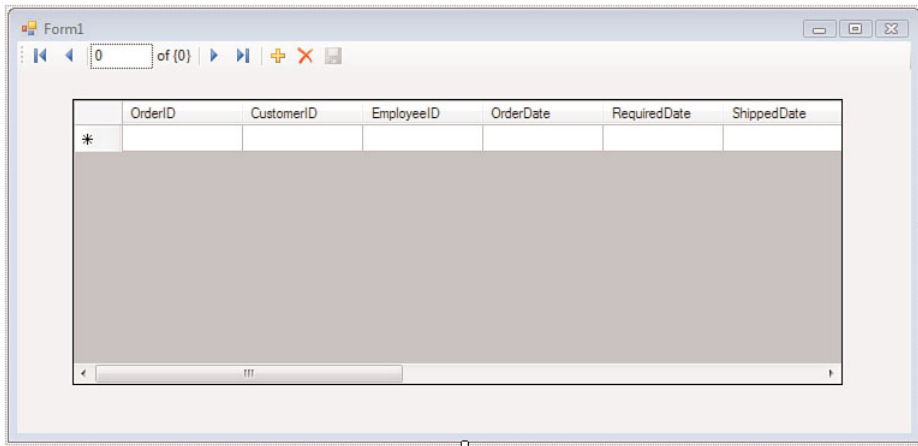 Form1
0 of {0}
OrderID CustomerID EmployeeID OrderDate RequiredDate ShippedDate